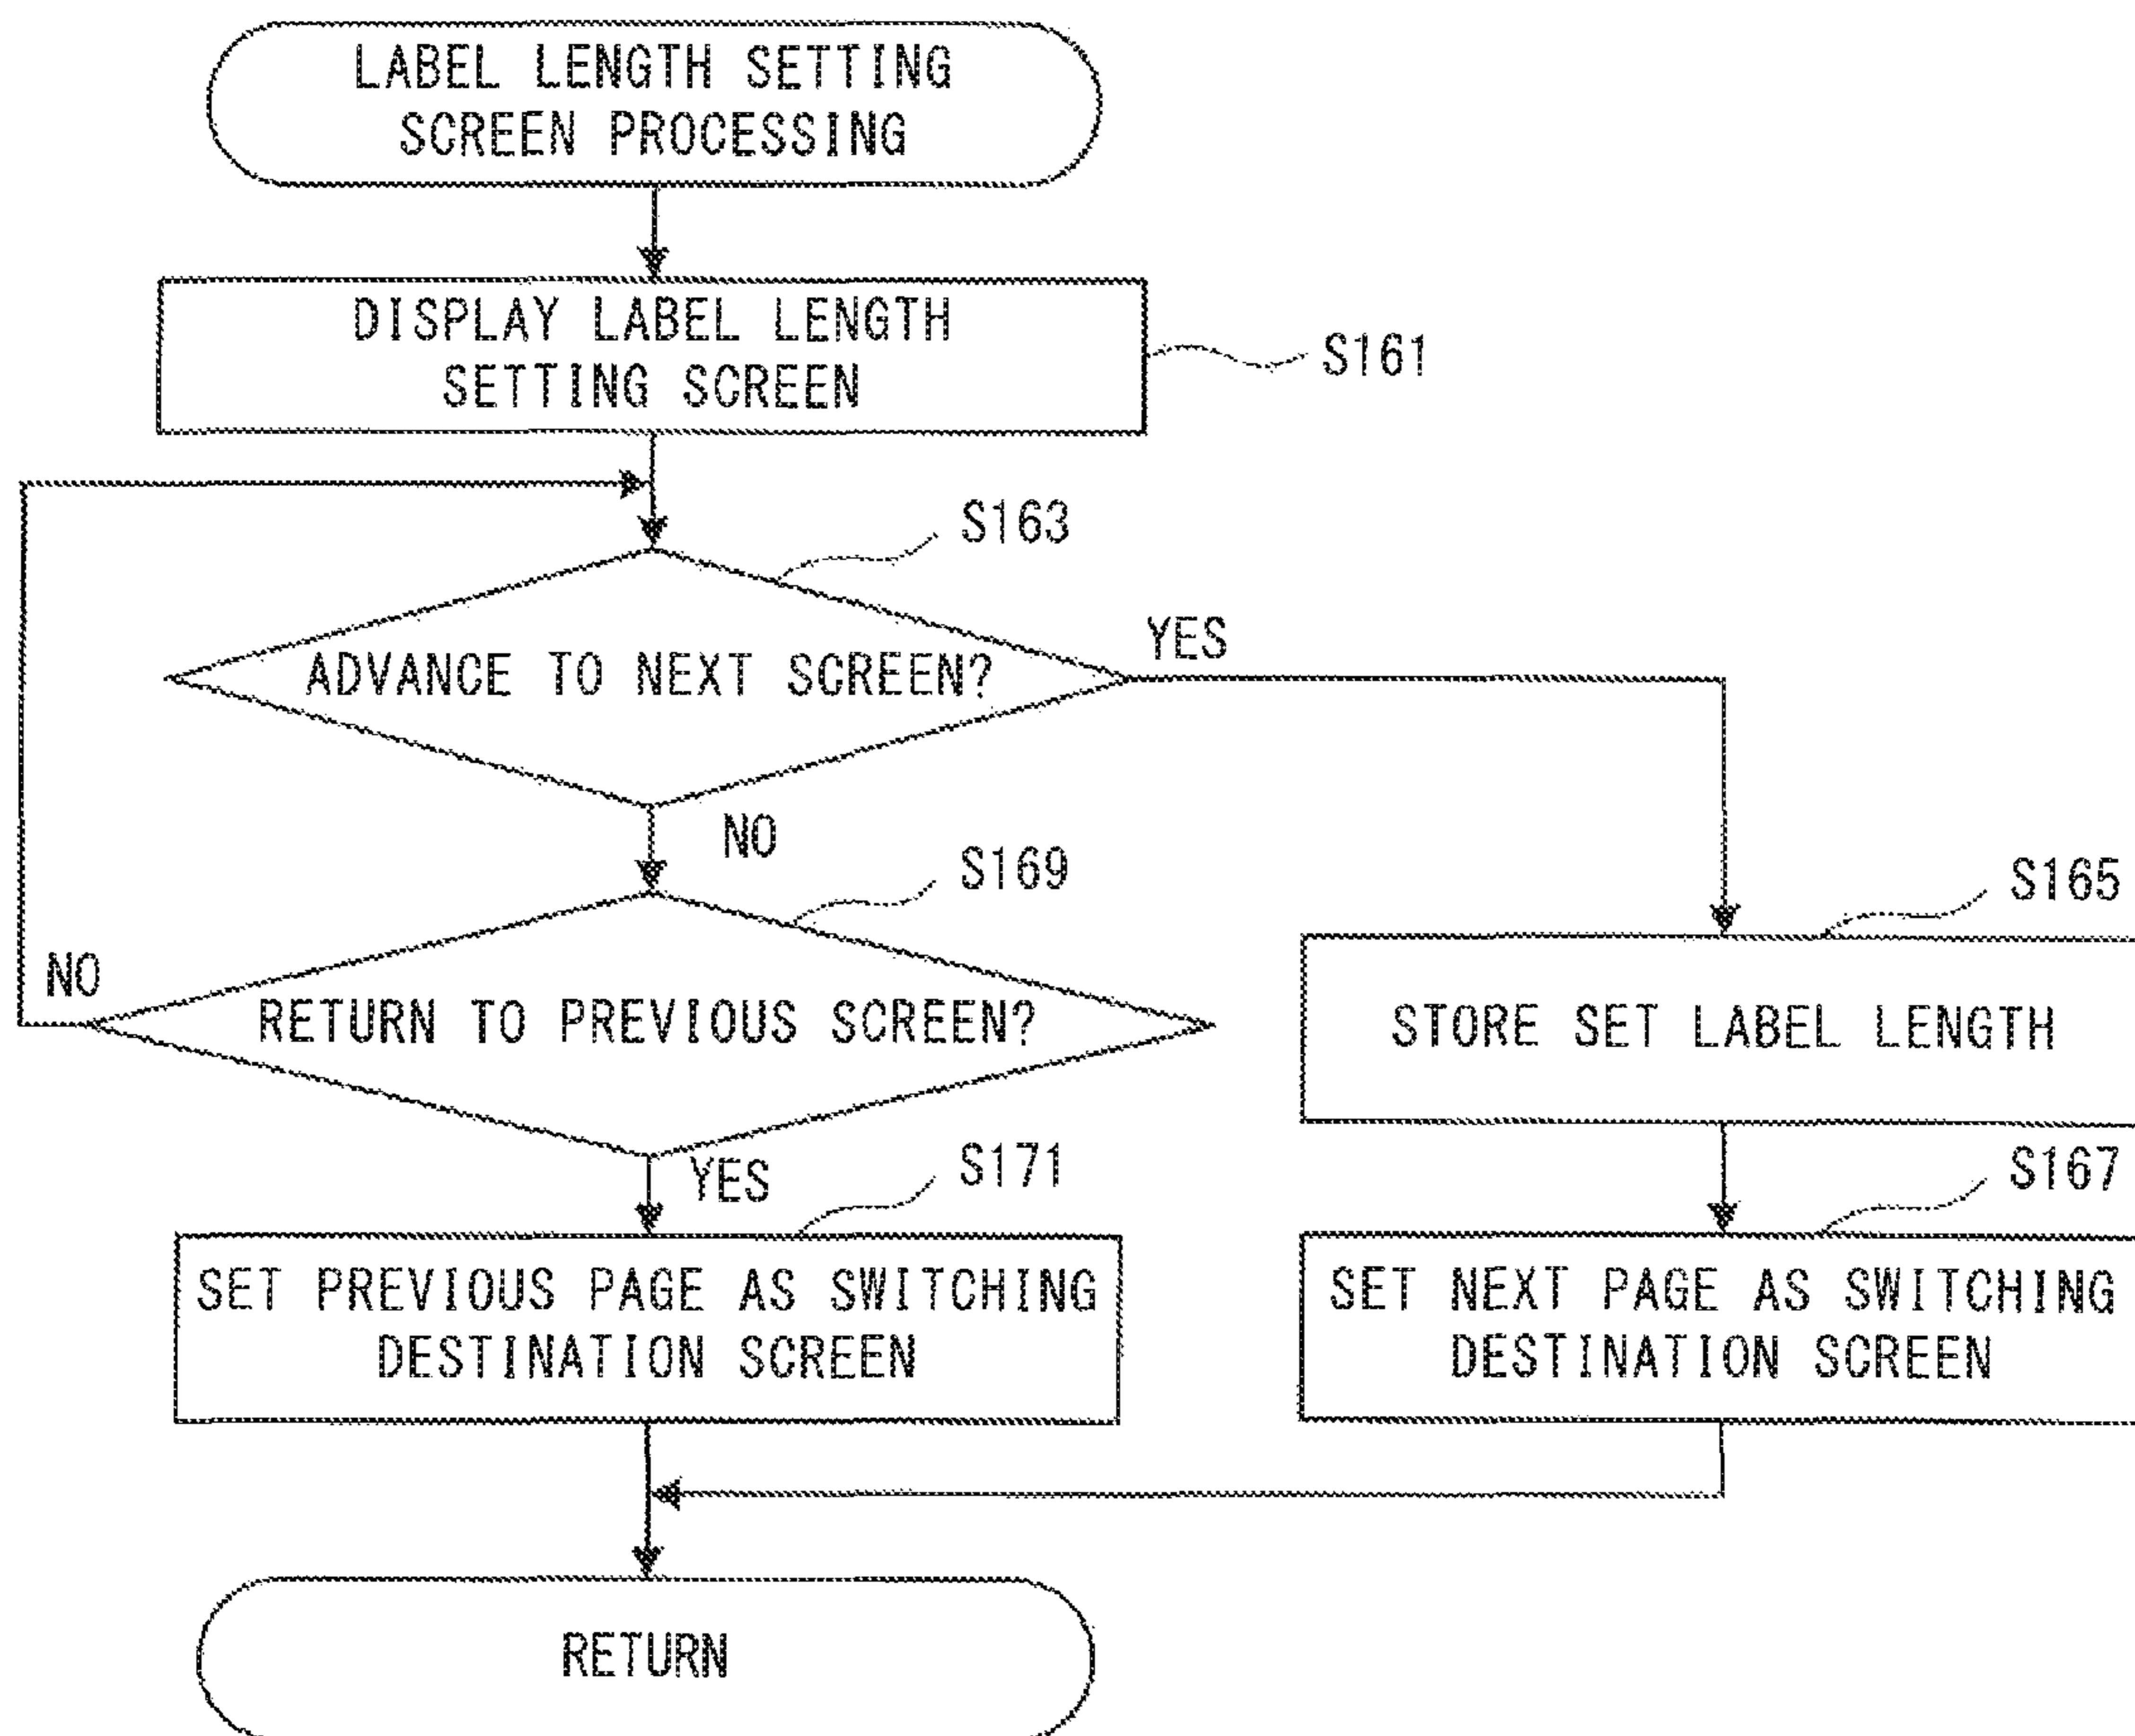 LABEL LENGTH SETTING
SCREEN PROCESSING
DISPLAY LABEL LENGTH
SETTING SCREEN
S161
S163
ADVANCE TO NEXT SCREEN?
YES
NO
S169
RETURN TO PREVIOUS SCREEN?
NO
YES
S165
STORE SET LABEL LENGTH
S171
SET PREVIOUS PAGE AS SWITCHING
DESTINATION SCREEN
S167
SET NEXT PAGE AS SWITCHING
DESTINATION SCREEN
RETURN